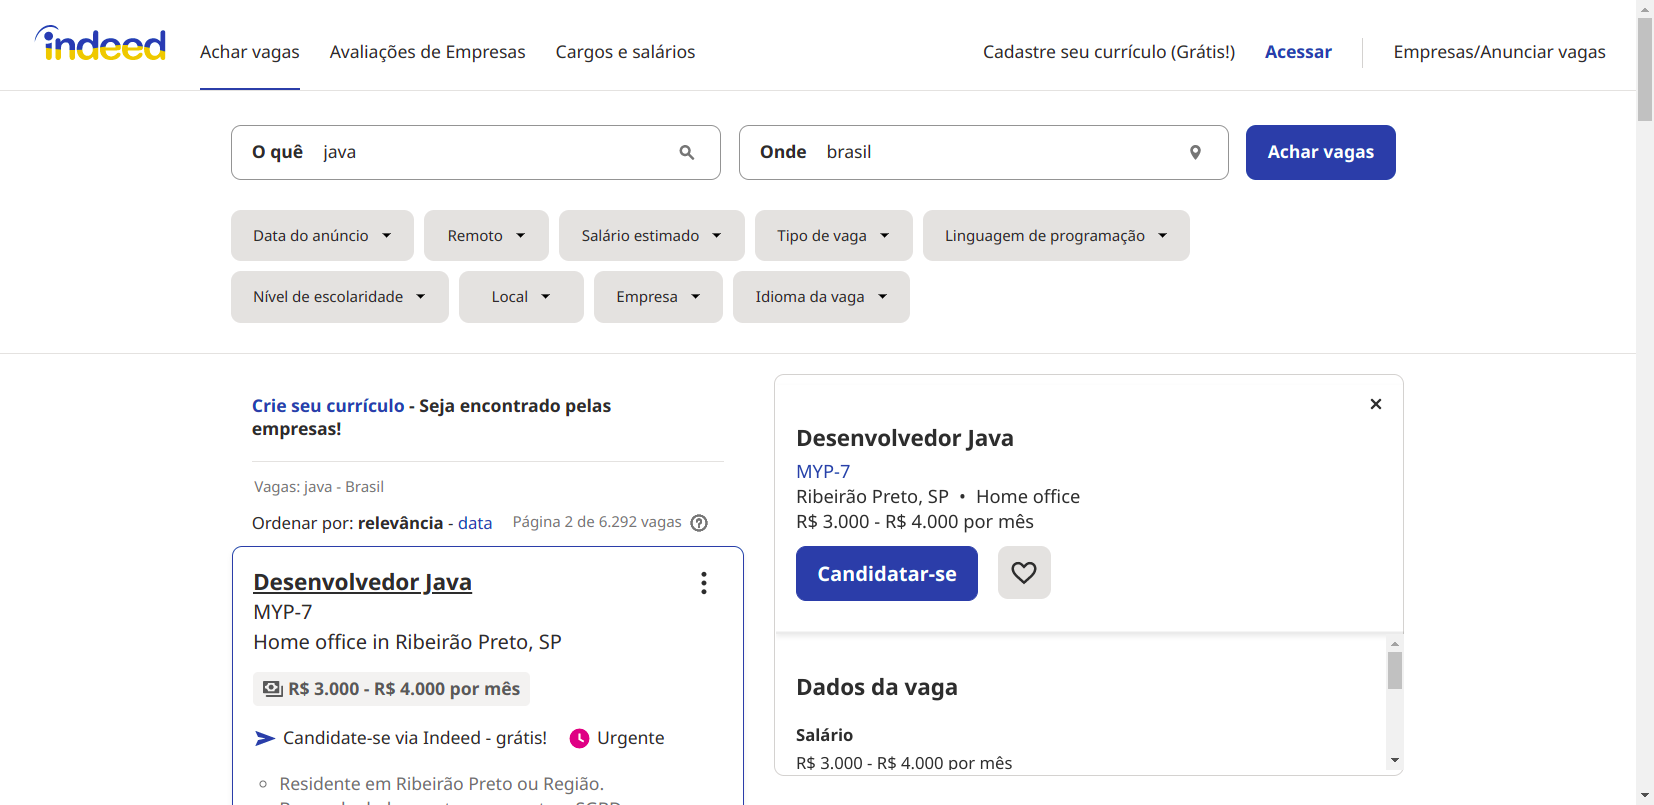 indeed
Achar vagas
Avaliações de Empresas
Cargos e salários
Cadastre seu currículo (Grátis!)
Acessar
Empresas/Anunciar vagas
O quê java
Onde brasil
Achar vagas
Data do anúncio
Remoto
Salário estimado
Tipo de vaga
Linguagem de programação
Nível de escolaridade
Local
Empresa
Idioma da vaga
Crie seu currículo - Seja encontrado pelas
empresas!
Vagas: java - Brasil
Ordenar por: relevância - data
Página 2 de 6.292 vagas
Desenvolvedor Java
MYP-7
Home office in Ribeirão Preto, SP
R$ 3.000 - R$ 4.000 por mês
Candidate-se via Indeed - grátis!
Urgente
Residente em Ribeirão Preto ou Região.
Desenvolvedor Java
MYP-7
Ribeirão Preto, SP • Home office
R$ 3.000 - R$ 4.000 por mês
Candidatar-se
Dados da vaga
Salário
R$ 3.000 - R$ 4.000 por mês